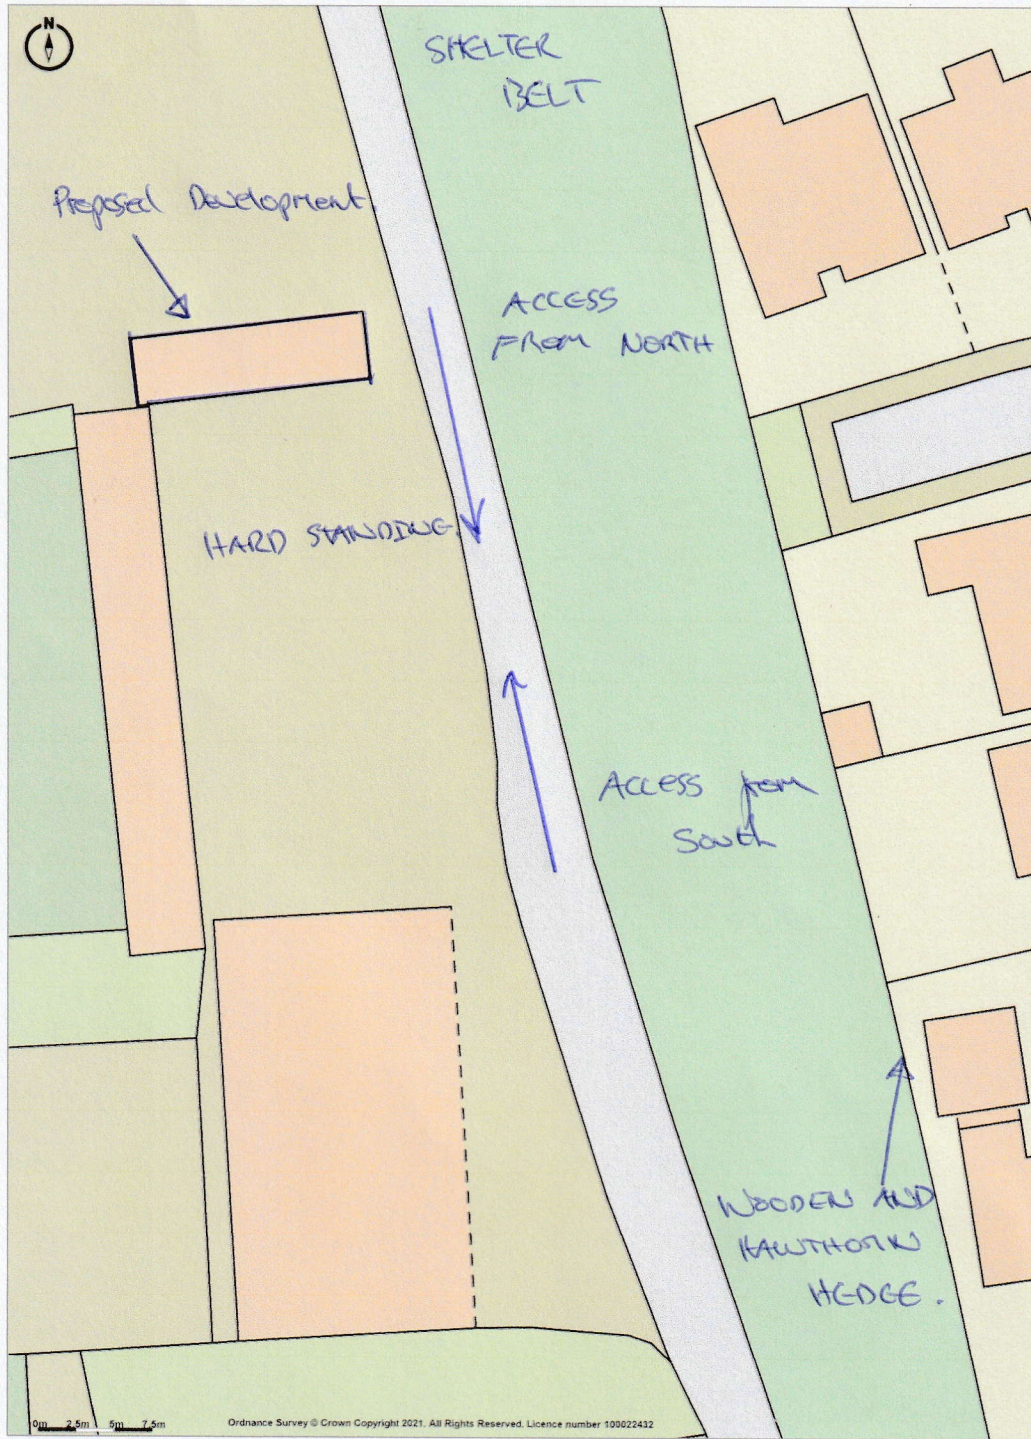 N
SHELTER
BELT
Proposed Development
ACCESS
FROM NORTH
HARD STANDING.
ACCESS from
South
WOODEN AND
HAWTHORN
HEDGE.
0m 2.5m 5m 7.5m
Ordnance Survey © Crown Copyright 2021. All Rights Reserved. Licence number 100022432